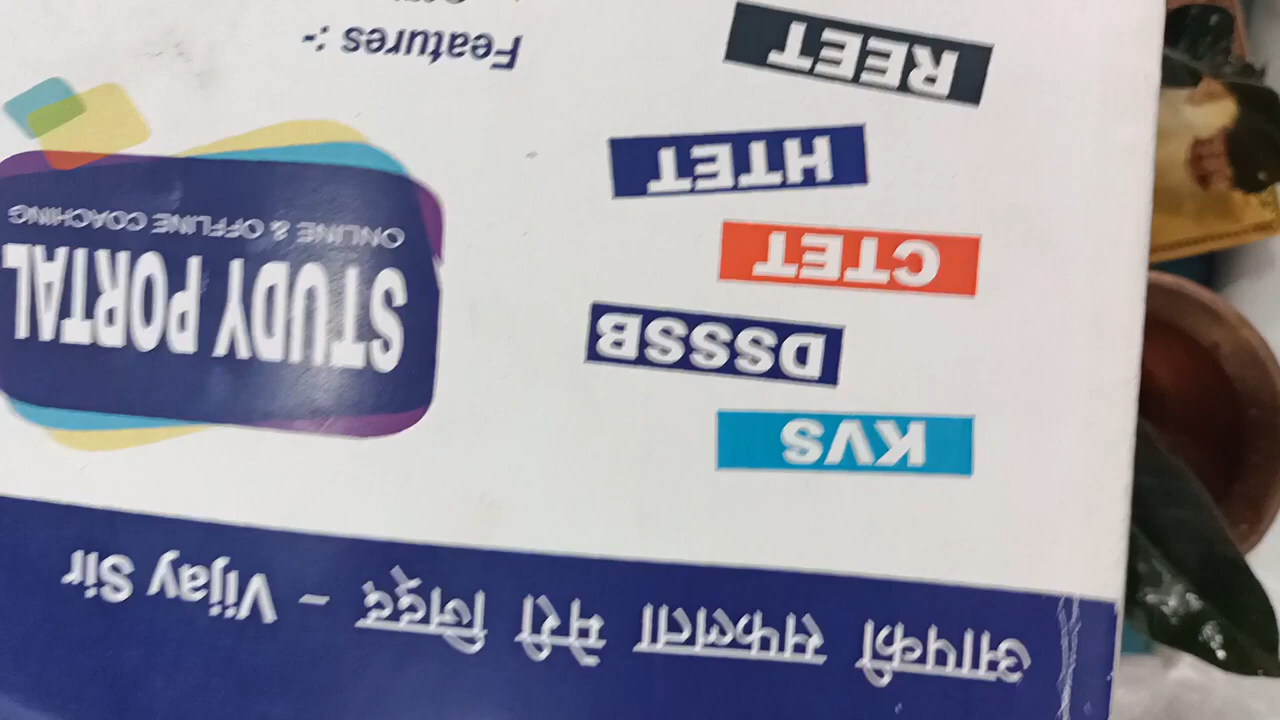 आपकी सफलता मेरी जिद्द - Vijay Sir
KVS
DSSSB
CTET
HTET
REET
STUDY PORTAL
ONLINE & OFFLINE COACHING
Features :-